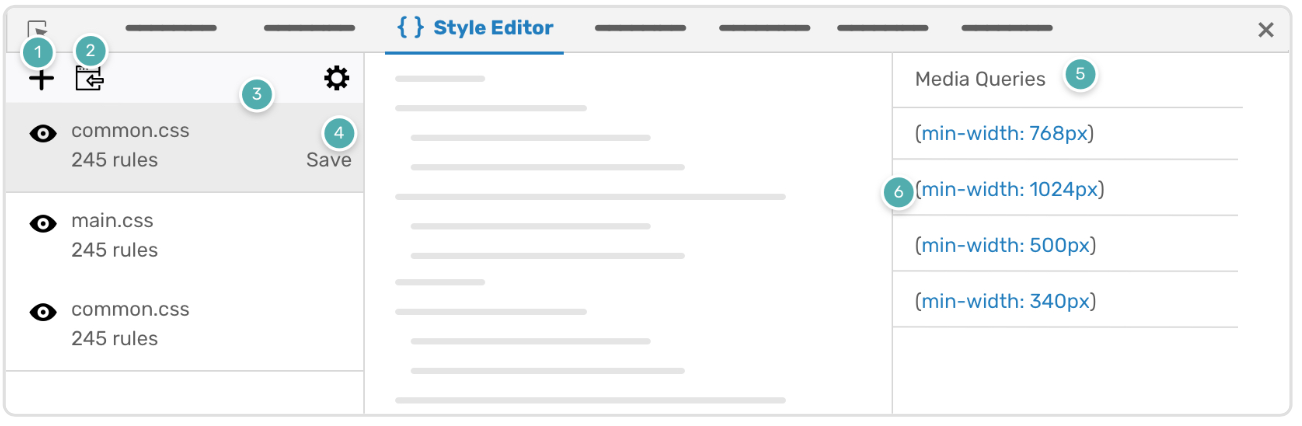 { } Style Editor
1
2
3
common.css
4
245 rules
Save
main.css
245 rules
common.css
245 rules
Media Queries
5
(min-width: 768px)
6
(min-width: 1024px)
(min-width: 500px)
(min-width: 340px)